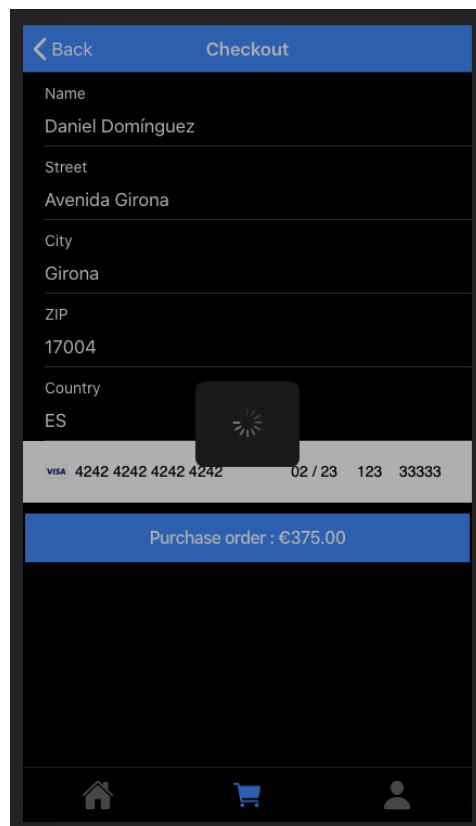 Back Checkout
Name
Daniel Domínguez
Street
Avenida Girona
City
Girona
ZIP
17004
Country
ES
VISA 4242 4242 4242 4242 02 / 23 123 33333
Purchase order : €375.00